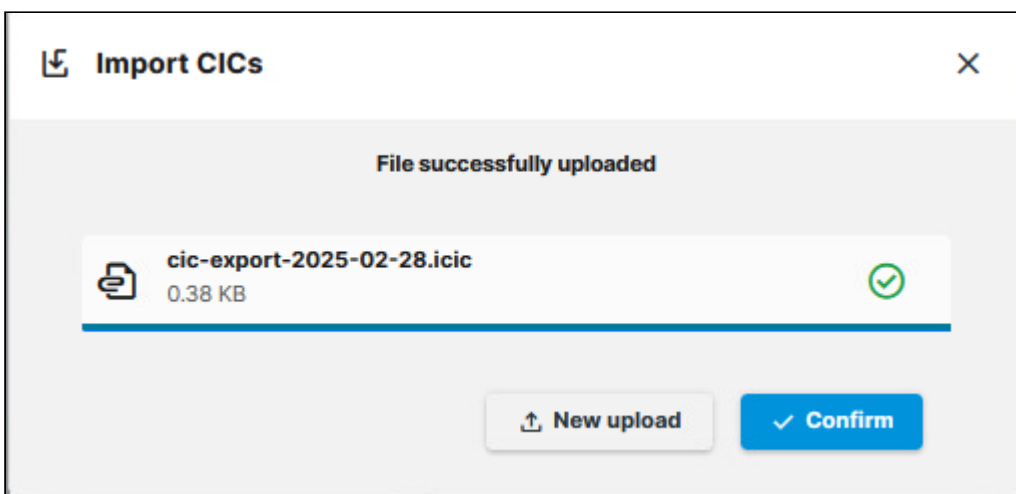 Import CICs
File successfully uploaded
cic-export-2025-02-28.icic
0.38 KB
New upload
Confirm